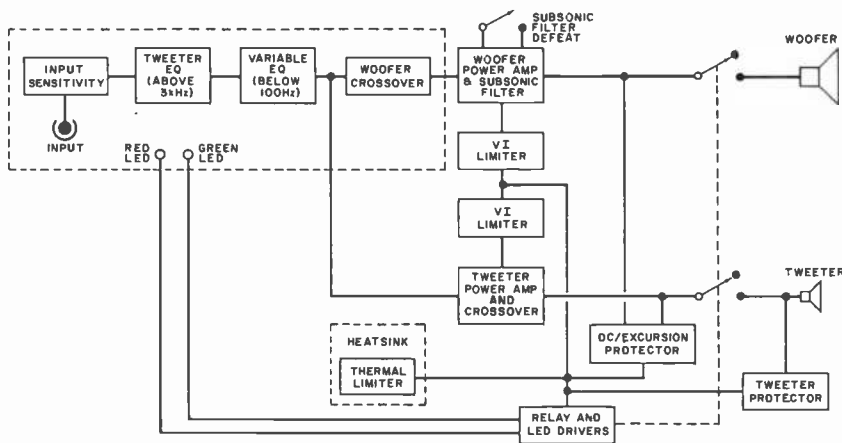 SUBSONIC
FILTER
DEFEAT
WOOFER
INPUT
SENSITIVITY
TWEETER
EQ
(ABOVE
3kHz)
VARIABLE
EQ
(BELOW
100Hz)
WOOFER
CROSSOVER
WOOFER
POWER AMP
& SUBSONIC
FILTER
INPUT
RED
LED
GREEN
LED
VI
LIMITER
VI
LIMITER
TWEETER
POWER AMP
AND
CROSSOVER
TWEETER
HEATSINK
THERMAL
LIMITER
DC/EXCURSION
PROTECTOR
TWEETER
PROTECTOR
RELAY AND
LED DRIVERS